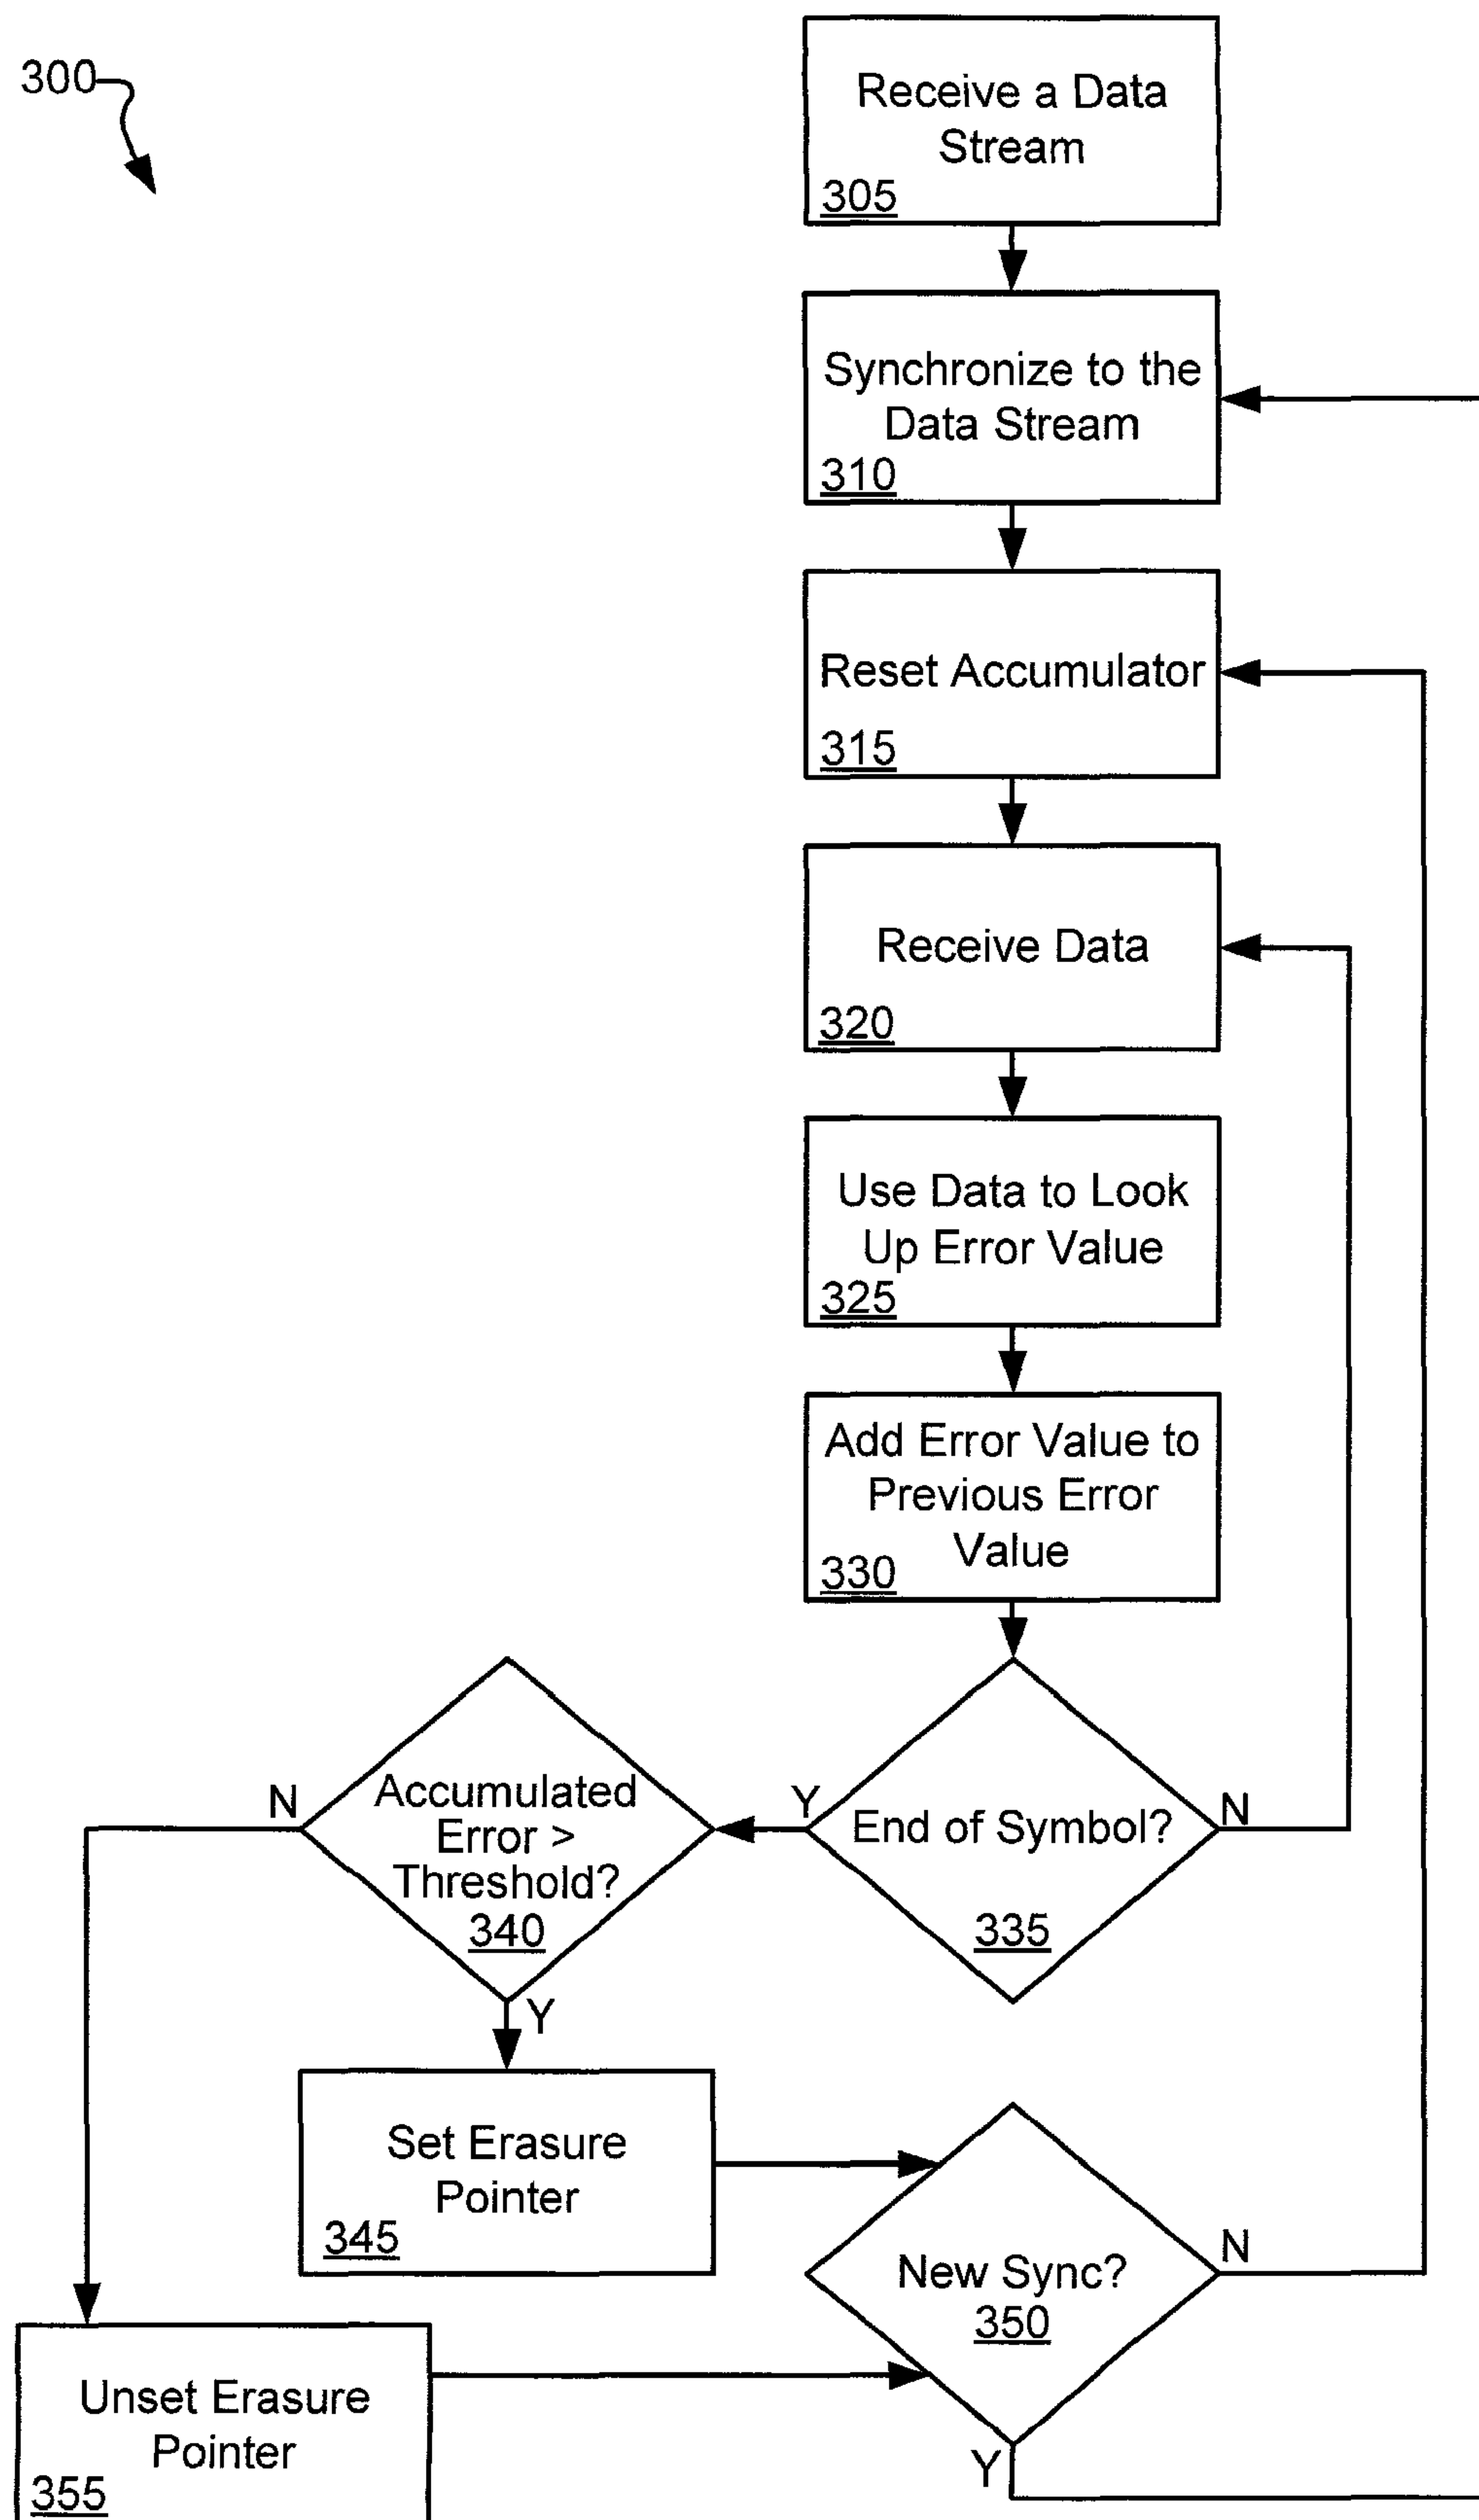 300
Receive a Data
Stream
305
Synchronize to the
Data Stream
310
Reset Accumulator
315
Receive Data
320
Use Data to Look
Up Error Value
325
Add Error Value to
Previous Error
Value
330
N
Accumulated
Error >
Threshold?
340
Y
Y
End of Symbol?
335
N
Set Erasure
Pointer
345
New Sync?
350
N
Y
Unset Erasure
Pointer
355